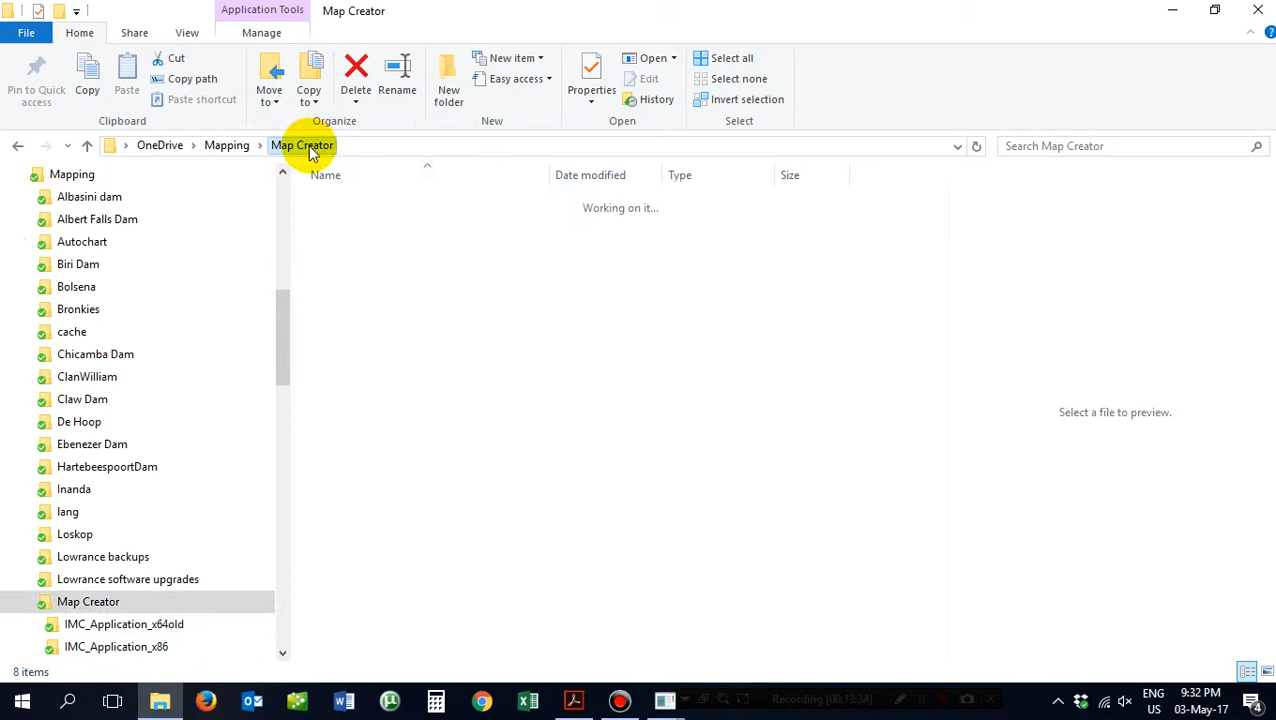 Application Tools
Map Creator
File
Home
Share
View
Manage
Pin to Quick access
Copy
Paste
Cut
Copy path
Paste shortcut
Clipboard
Move to
Copy to
Delete
Rename
Organize
New folder
New item
Easy access
New
Properties
Open
Edit
History
Open
Select all
Select none
Invert selection
Select
OneDrive
Mapping
Map Creator
Search Map Creator
Name
Date modified
Type
Size
Working on it...
Mapping
Albasini dam
Albert Falls Dam
Autochart
Biri Dam
Bolsena
Bronkies
cache
Chicamba Dam
ClanWilliam
Claw Dam
De Hoop
Ebenezer Dam
HartebeespoortDam
Inanda
lang
Loskop
Lowrance backups
Lowrance software upgrades
Map Creator
IMC_Application_x64old
IMC_Application_x86
Select a file to preview.
8 items
Recording [00:13:34]
ENG
US
9:32 PM
03-May-17
4